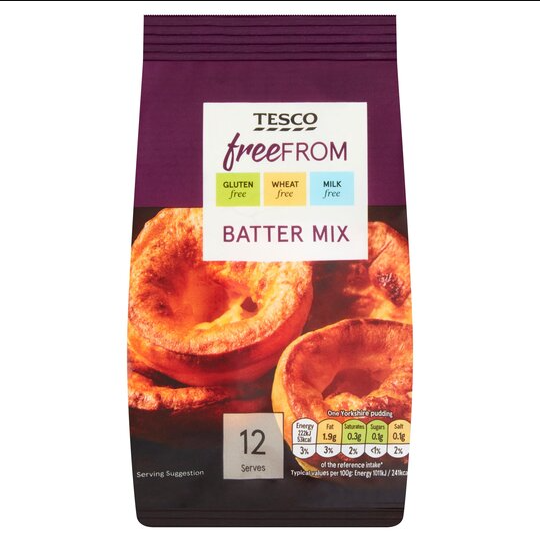 TESCO
freeFROM
GLUTEN free
WHEAT free
MILK free
BATTER MIX
12
Serves
Serving Suggestion
One Yorkshire pudding
Energy 222kJ 53kcal 3%
Fat 1.9g 3%
Saturates 0.3g 2%
Sugars 0.1g <1%
Salt 0.1g 2%
of the reference intake*
Typical values per 100g: Energy 1011kJ / 241kcal